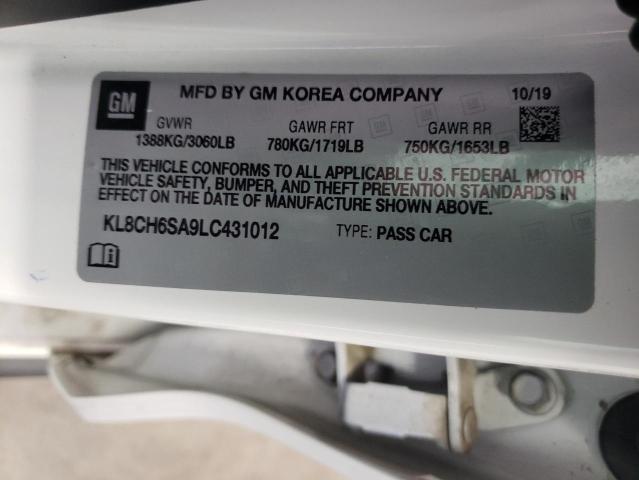 GM
MFD BY GM KOREA COMPANY 10/19
GVWR GAWR FRT GAWR RR
1388KG/3060LB 780KG/1719LB 750KG/1653LB
THIS VEHICLE CONFORMS TO ALL APPLICABLE U.S. FEDERAL MOTOR
VEHICLE SAFETY, BUMPER, AND THEFT PREVENTION STANDARDS IN
EFFECT ON THE DATE OF MANUFACTURE SHOWN ABOVE.
KL8CH6SA9LC431012 TYPE: PASS CAR